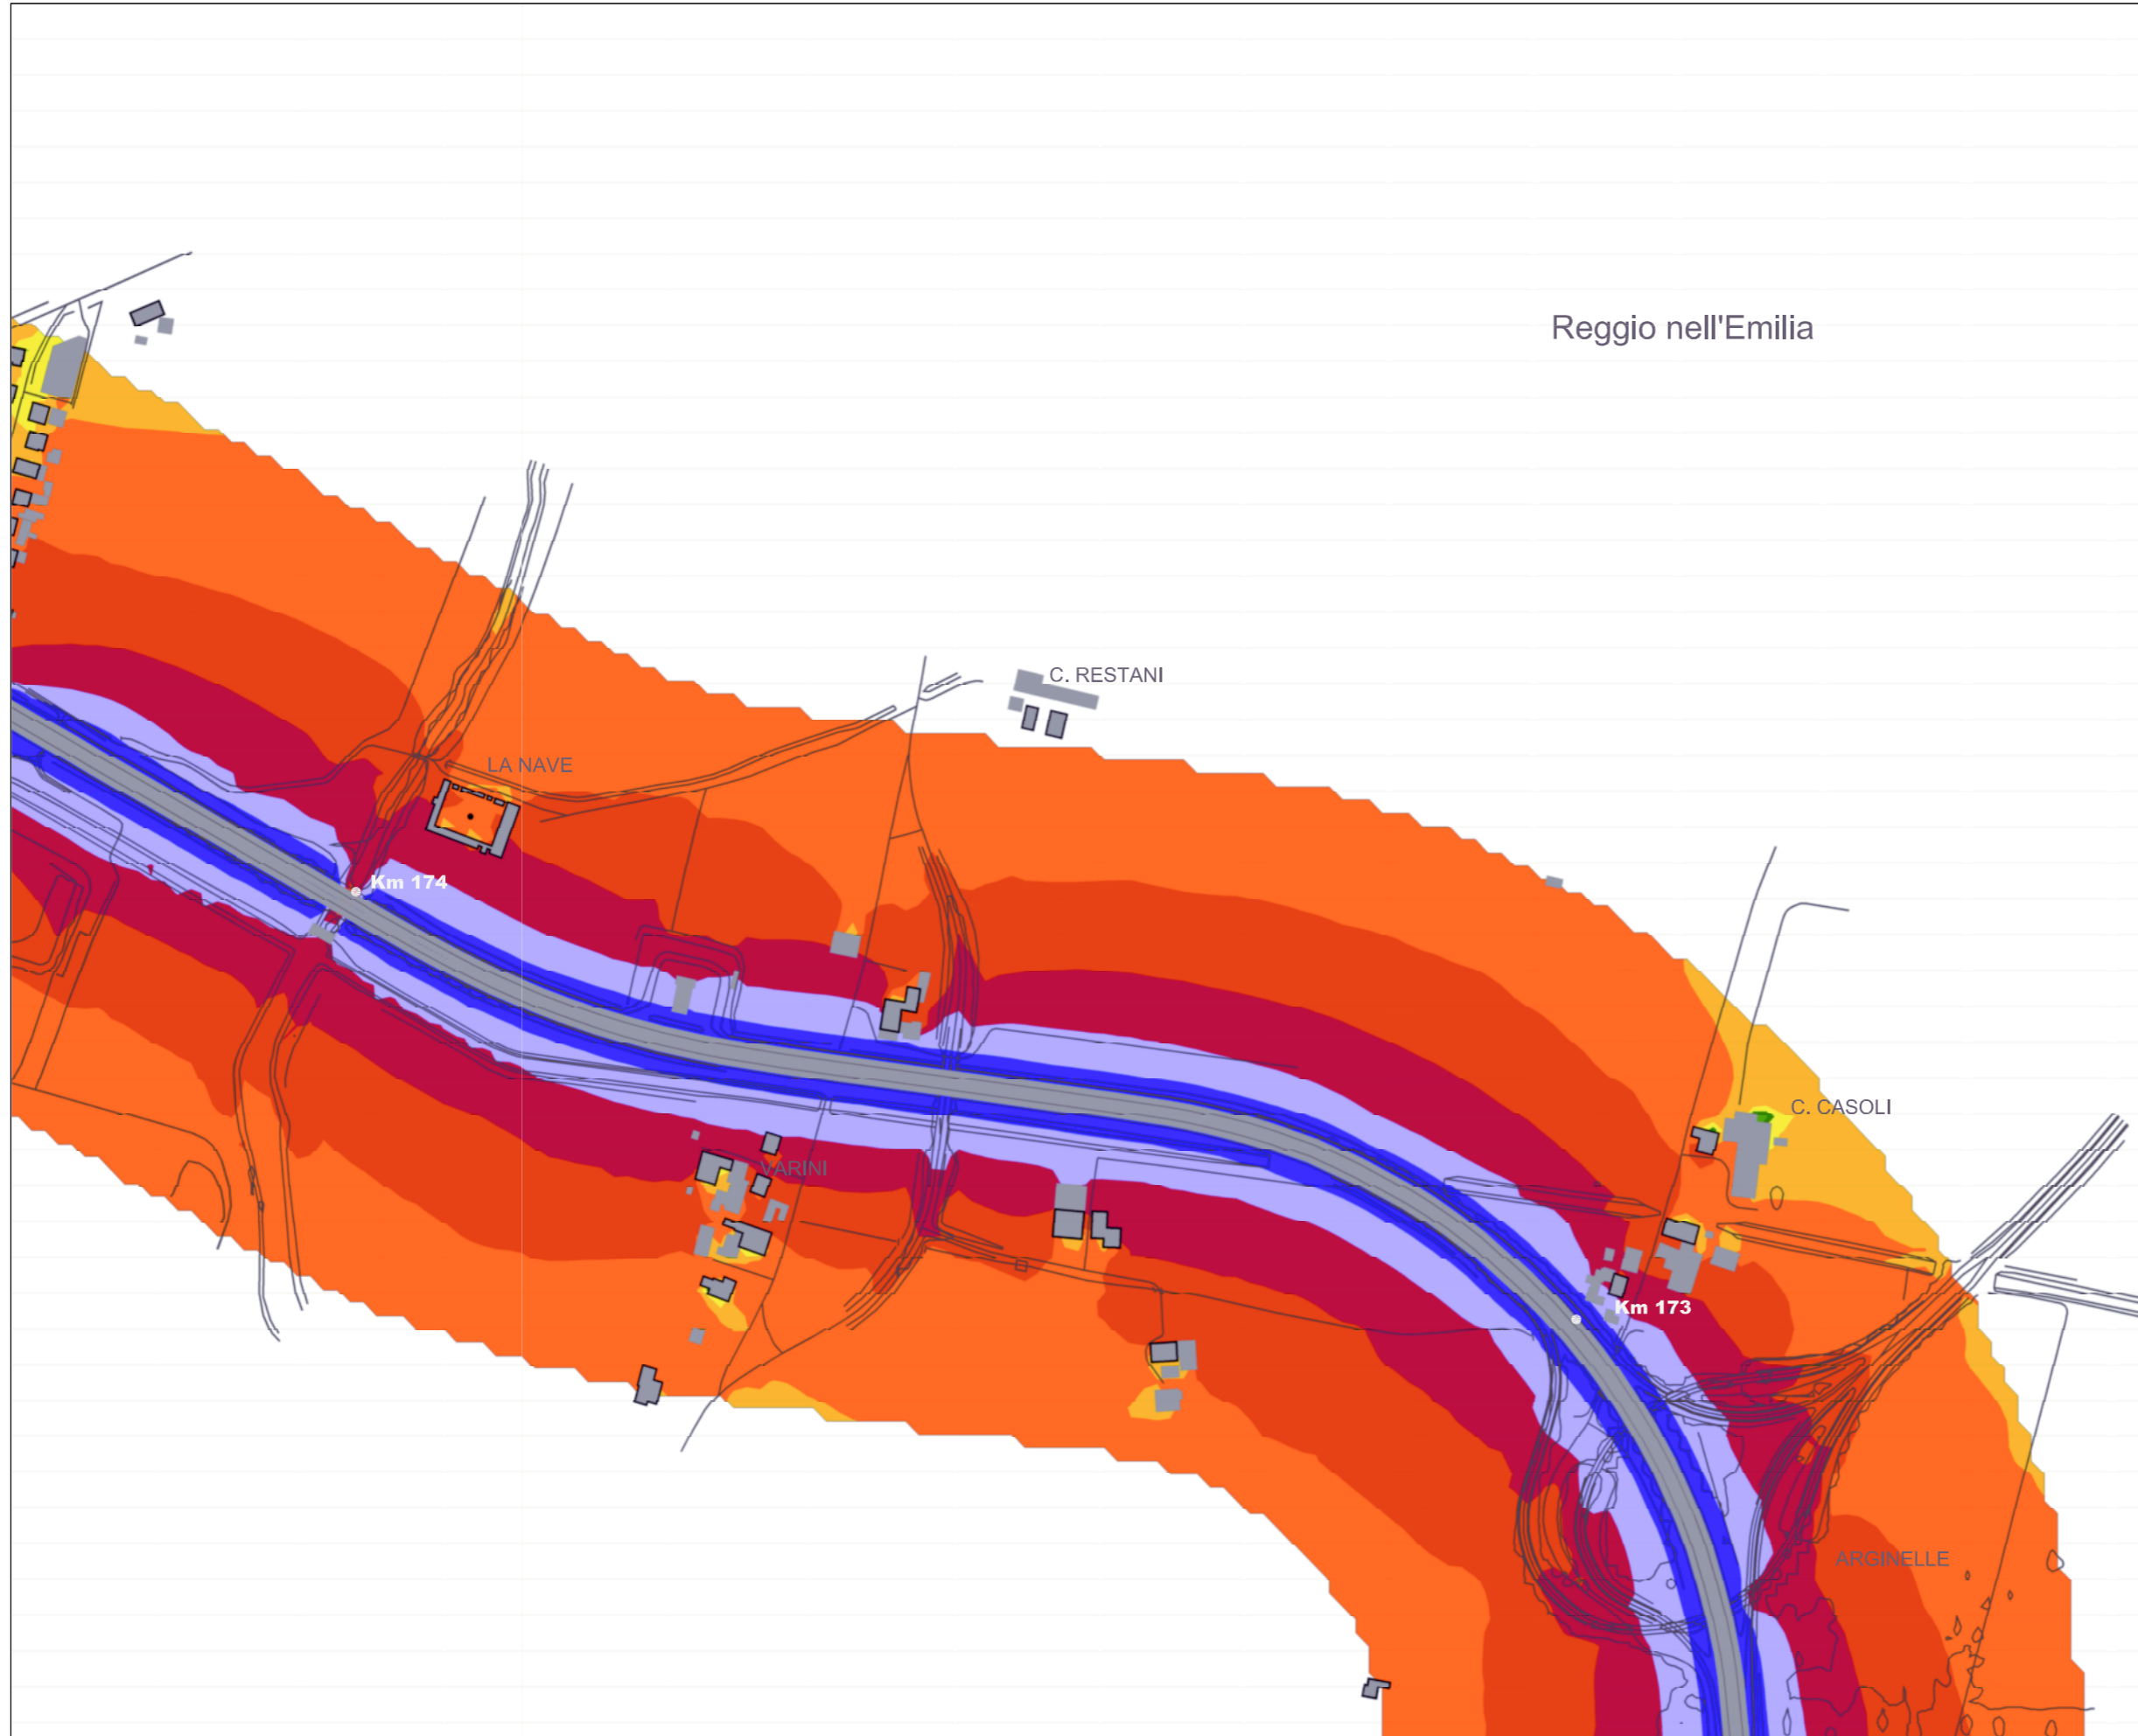 Reggio nell'Emilia
C. RESTANI
LA NAVE
Km 174
C. CASOLI
VARINI
Km 173
ARGINELLE